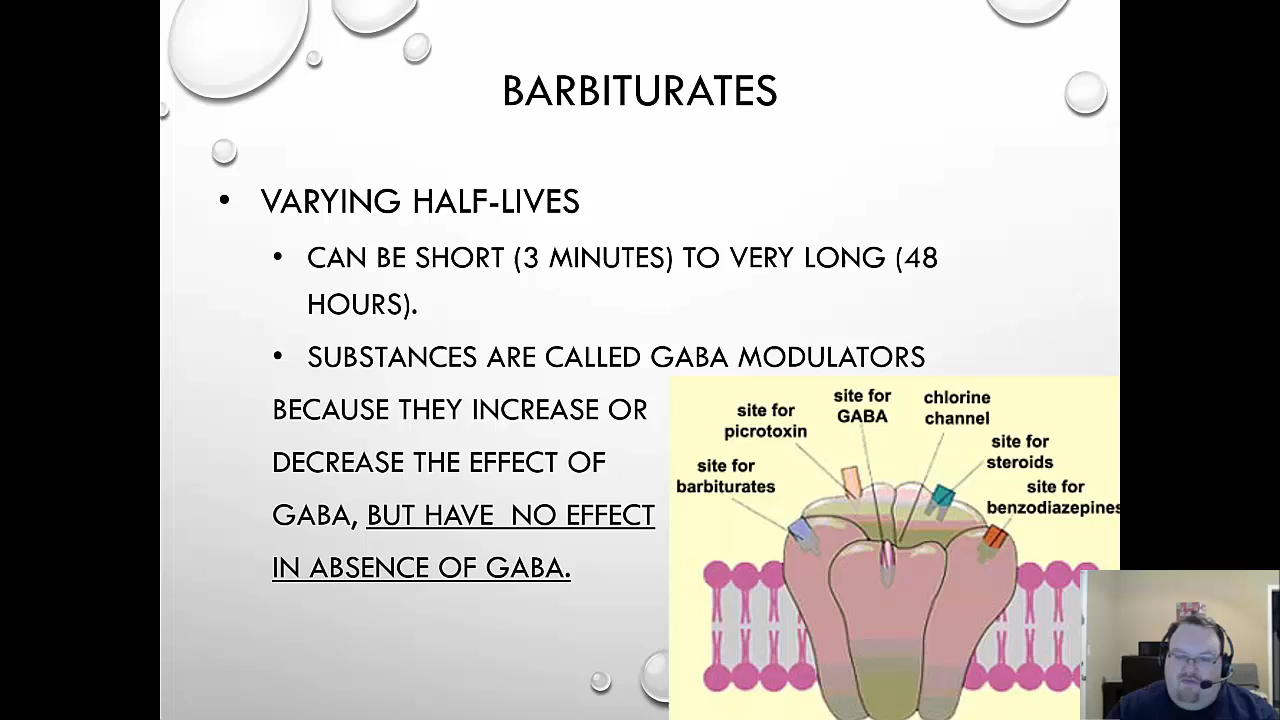 BARBITURATES
• VARYING HALF-LIVES
• CAN BE SHORT (3 MINUTES) TO VERY LONG (48
HOURS).
• SUBSTANCES ARE CALLED GABA MODULATORS
BECAUSE THEY INCREASE OR
DECREASE THE EFFECT OF
GABA, BUT HAVE NO EFFECT
IN ABSENCE OF GABA.
site for
picrotoxin
site for
GABA
chlorine
channel
site for
steroids
site for
barbiturates
site for
benzodiazepines